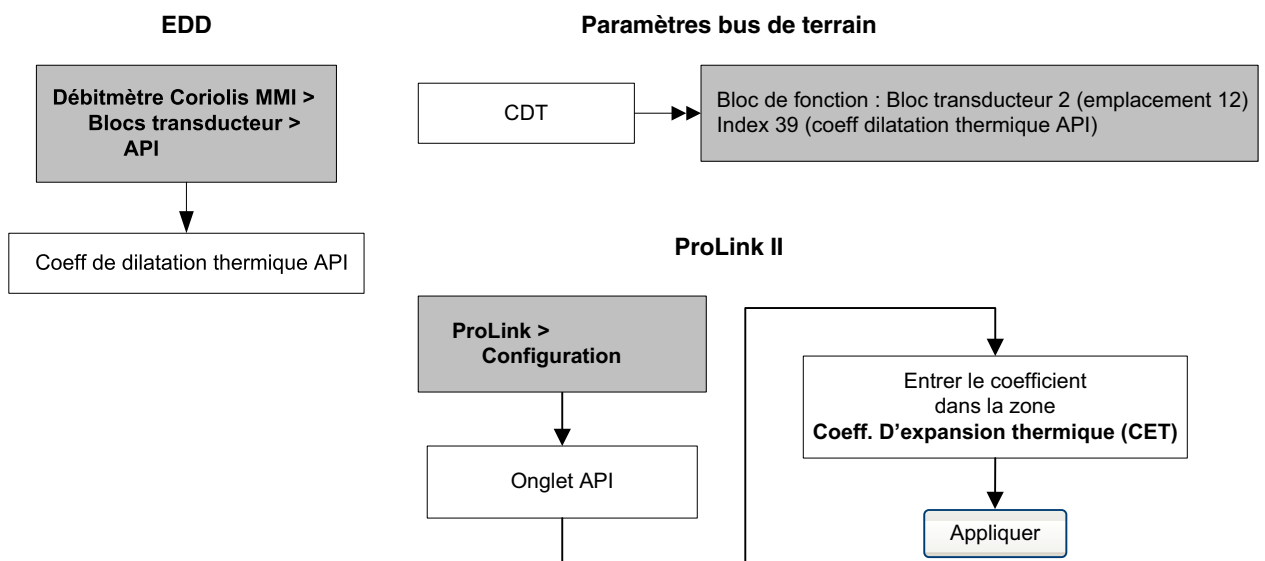 EDD
Débitmètre Coriolis MMI >
Blocs transducteur >
API
Coeff de dilatation thermique API
Paramètres bus de terrain
CDT
Bloc de fonction : Bloc transducteur 2 (emplacement 12)
Index 39 (coeff dilatation thermique API)
ProLink II
ProLink >
Configuration
Onglet API
Entrer le coefficient
dans la zone
Coeff. D’expansion thermique (CET)
Appliquer